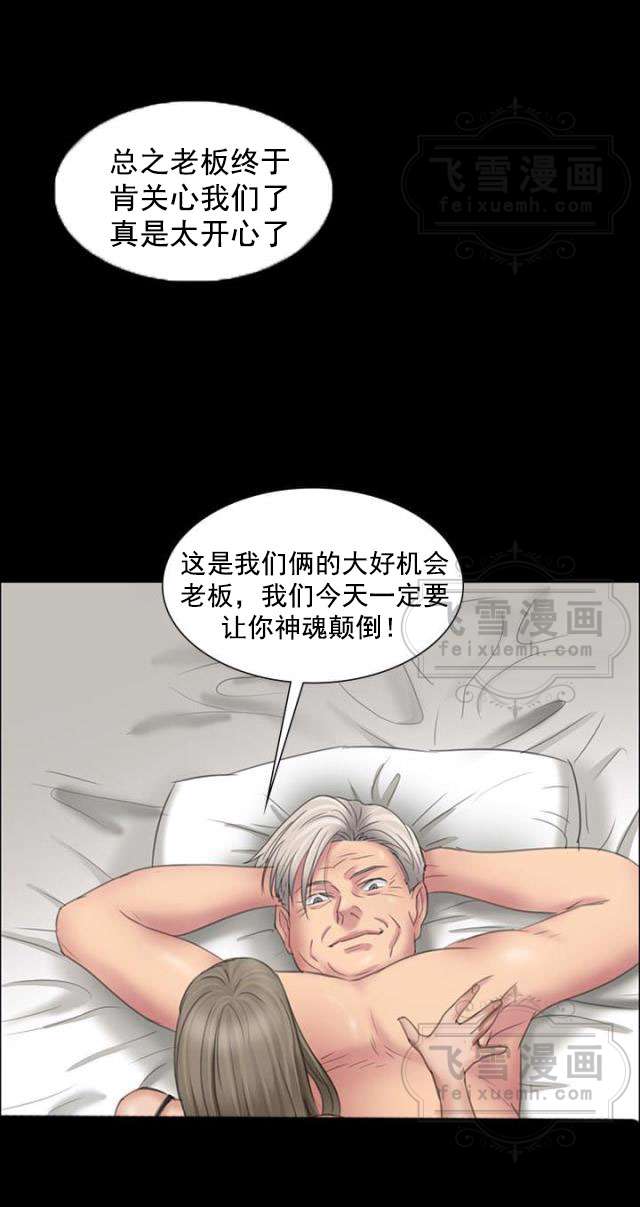 总之老板终于
肯关心我们了
真是太开心了
飞雪漫画
feixuemh.com
这是我们俩的大好机会
老板，我们今天一定要
让你神魂颠倒！
飞雪漫画
feixuemh.com
飞雪漫画
feixuemh.com